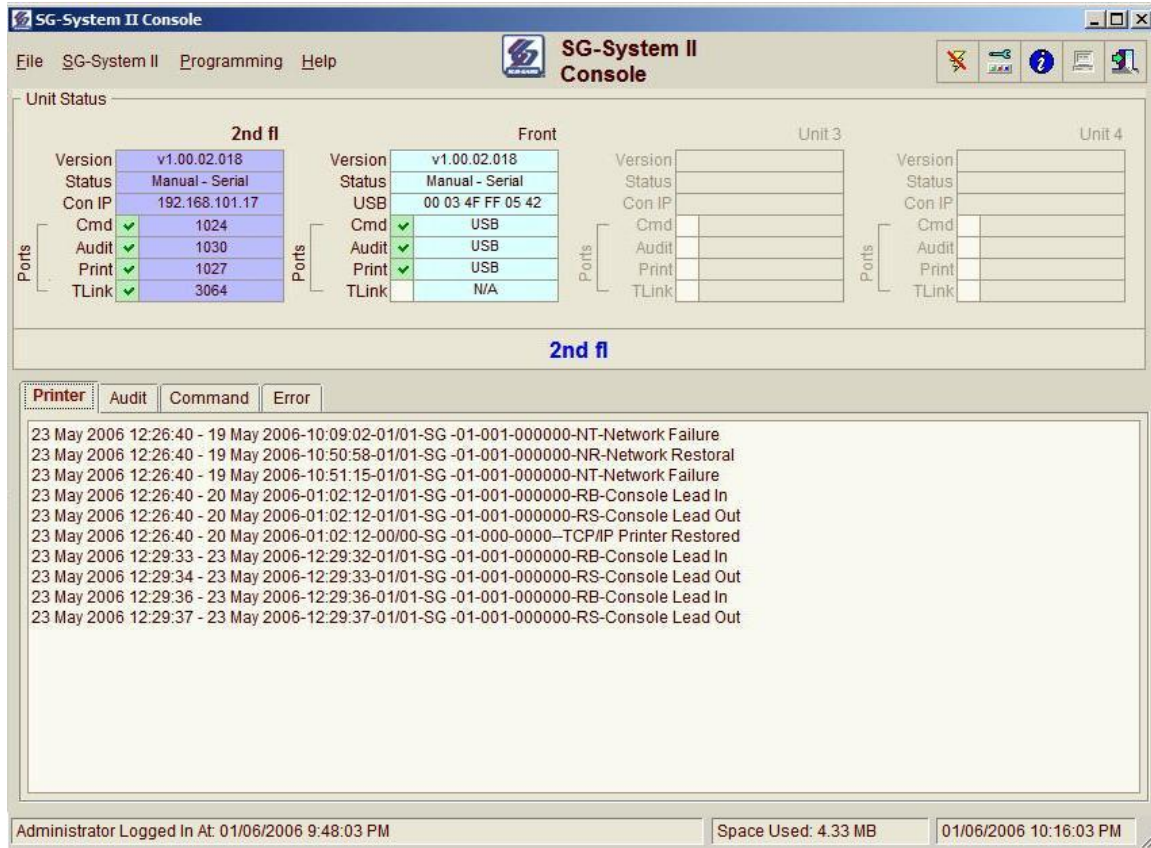 SG-System II Console
File SG-System II Programming Help
SG-System II
Console
Unit Status
2nd fl Front Unit 3 Unit 4
Version v1.00.02.018 Version v1.00.02.018 Version Version
Status Manual - Serial Status Manual - Serial Status Status
Con IP 192.168.101.17 USB 00 03 4F FF 05 42 Con IP Con IP
Ports Ports Ports Ports
Cmd 1024 Cmd USB Cmd Cmd
Audit 1030 Audit USB Audit Audit
Print 1027 Print USB Print Print
TLink 3064 TLink N/A TLink TLink
2nd fl
Printer Audit Command Error
23 May 2006 12:26:40 - 19 May 2006-10:09:02-01/01-SG -01-001-000000-NT-Network Failure
23 May 2006 12:26:40 - 19 May 2006-10:50:58-01/01-SG -01-001-000000-NR-Network Restoral
23 May 2006 12:26:40 - 19 May 2006-10:51:15-01/01-SG -01-001-000000-NT-Network Failure
23 May 2006 12:26:40 - 20 May 2006-01:02:12-01/01-SG -01-001-000000-RB-Console Lead In
23 May 2006 12:26:40 - 20 May 2006-01:02:12-01/01-SG -01-001-000000-RS-Console Lead Out
23 May 2006 12:26:40 - 20 May 2006-01:02:12-00/00-SG -01-000-0000--TCP/IP Printer Restored
23 May 2006 12:29:33 - 23 May 2006-12:29:32-01/01-SG -01-001-000000-RB-Console Lead In
23 May 2006 12:29:34 - 23 May 2006-12:29:33-01/01-SG -01-001-000000-RS-Console Lead Out
23 May 2006 12:29:36 - 23 May 2006-12:29:36-01/01-SG -01-001-000000-RB-Console Lead In
23 May 2006 12:29:37 - 23 May 2006-12:29:37-01/01-SG -01-001-000000-RS-Console Lead Out
Administrator Logged In At: 01/06/2006 9:48:03 PM Space Used: 4.33 MB 01/06/2006 10:16:03 PM